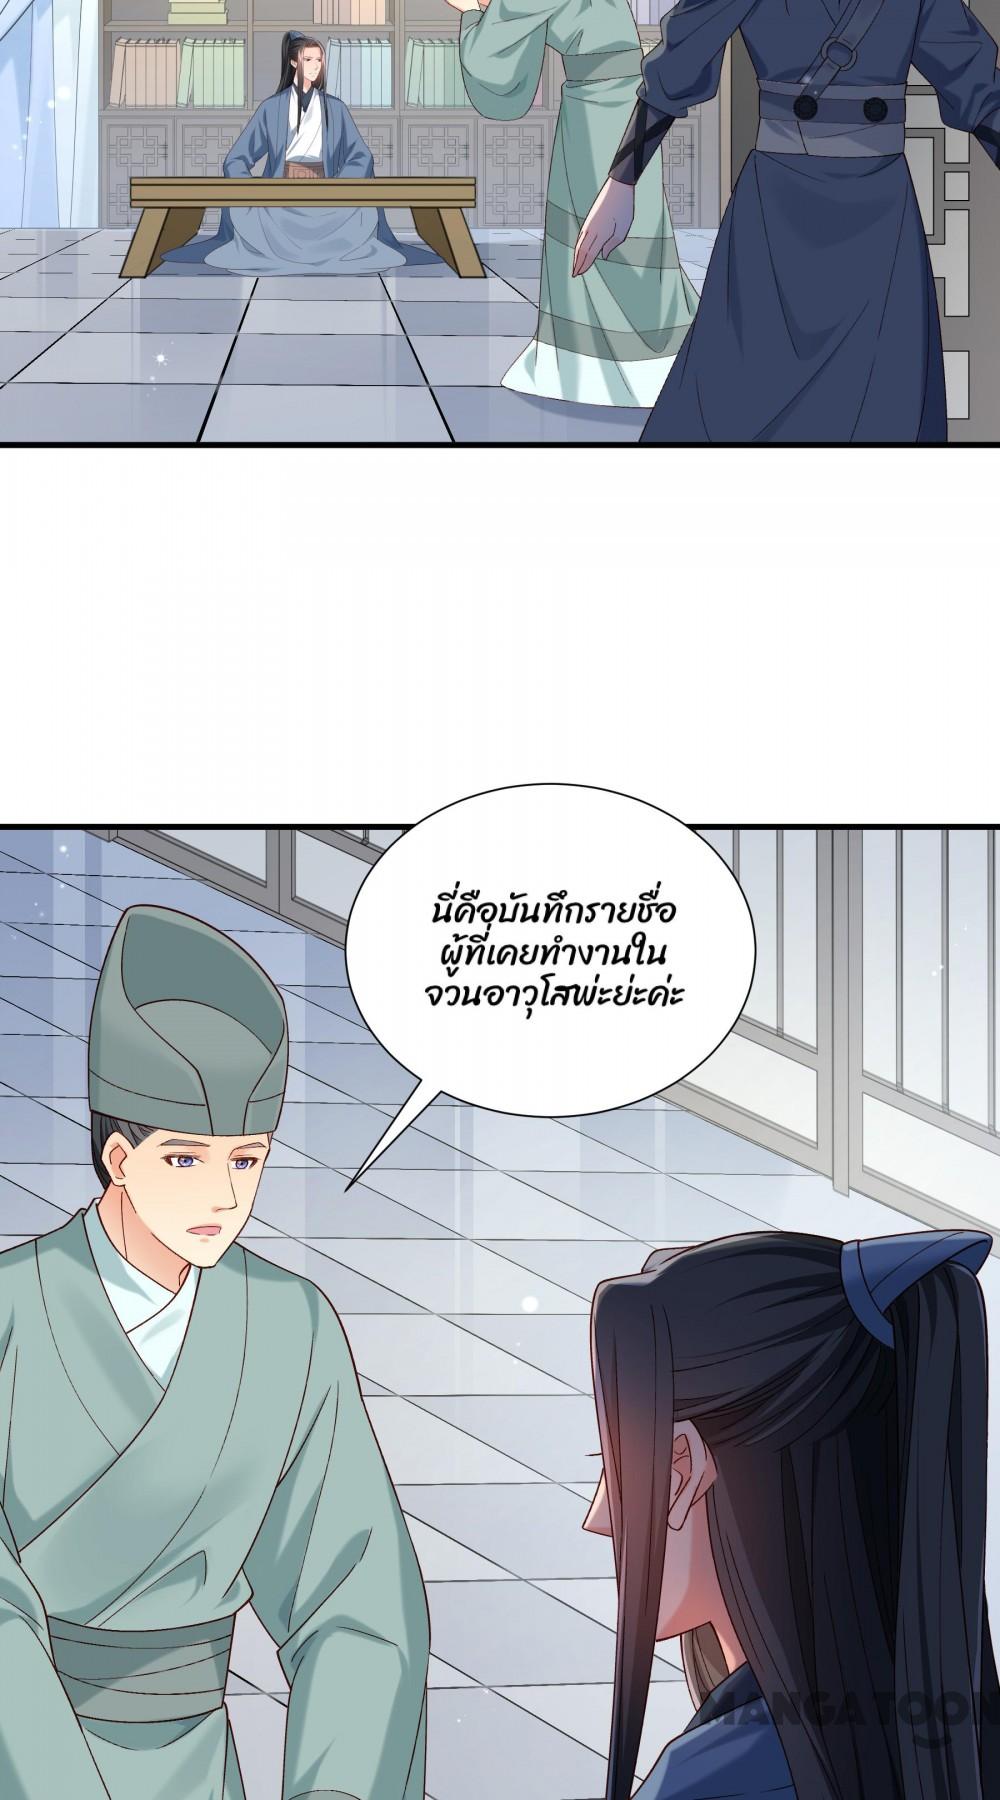 นี่คือบันทึกรายชื่อ
ผู้ที่เคยทำงานใน
จวนอาวุโสพ่ะย่ะค่ะ
MANGATOON